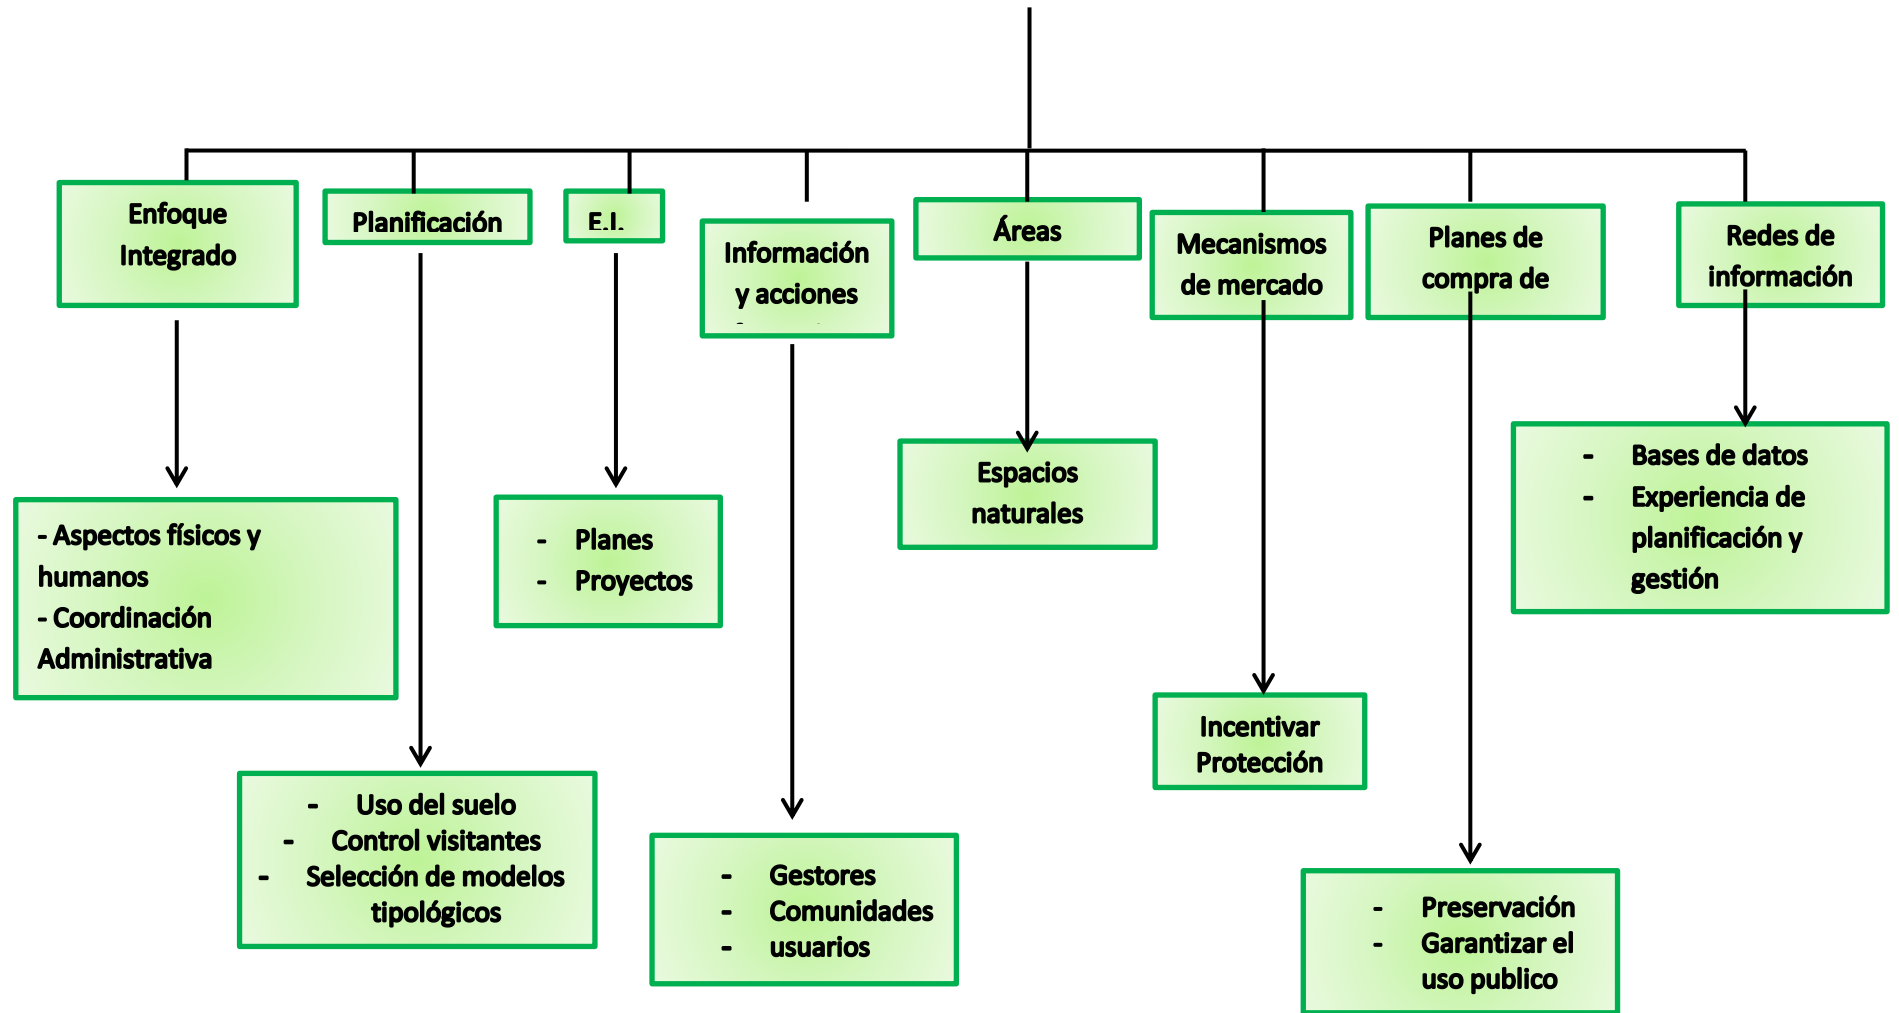 Enfoque
Integrado
Planificación
E.I.
Información
y acciones
Áreas
Mecanismos
de mercado
Planes de
compra de
Redes de
información
- Aspectos físicos y
humanos
- Coordinación
Administrativa
- Uso del suelo
- Control visitantes
- Selección de modelos
tipológicos
- Planes
- Proyectos
- Gestores
- Comunidades
- usuarios
Espacios
naturales
Incentivar
Protección
- Preservación
- Garantizar el
uso publico
- Bases de datos
- Experiencia de
planificación y
gestión